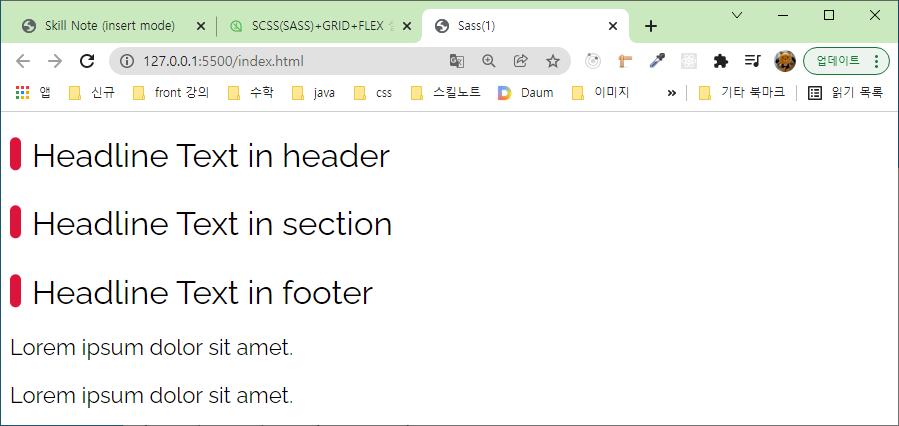 Skill Note (insert mode) SCSS(SASS)+GRID+FLEX Sass(1)
127.0.0.1:5500/index.html 업데이트
앱 신규 front 강의 수학 java css 스킬노트 Daum 이미지 » 기타 북마크 읽기 목록
Headline Text in header
Headline Text in section
Headline Text in footer
Lorem ipsum dolor sit amet.
Lorem ipsum dolor sit amet.